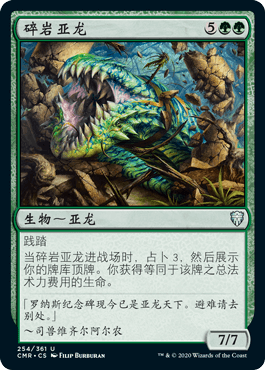 碎岩亚龙 5
生物～亚龙
践踏
当碎岩亚龙进战场时，占卜3，然后展示
你的牌库顶牌。你获得等同于该牌之总法
术力费用的生命。
「罗纳斯纪念碑现今已是亚龙天下。避难请去
别处。」
～司兽维齐尔阿尔农
7/7
254/361 U
CMR • CS FILIP BURBURAN
™ & © 2020 Wizards of the Coast